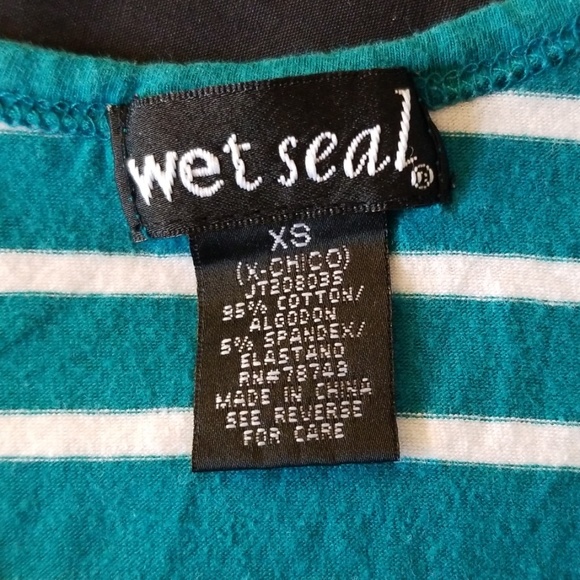 wet seal®
XS
(X-CHICO)
JT2D8035
95% COTTON/
ALGODON
5% SPANDEX/
ELASTANO
RN#78743
MADE IN CHINA
SEE REVERSE
FOR CARE